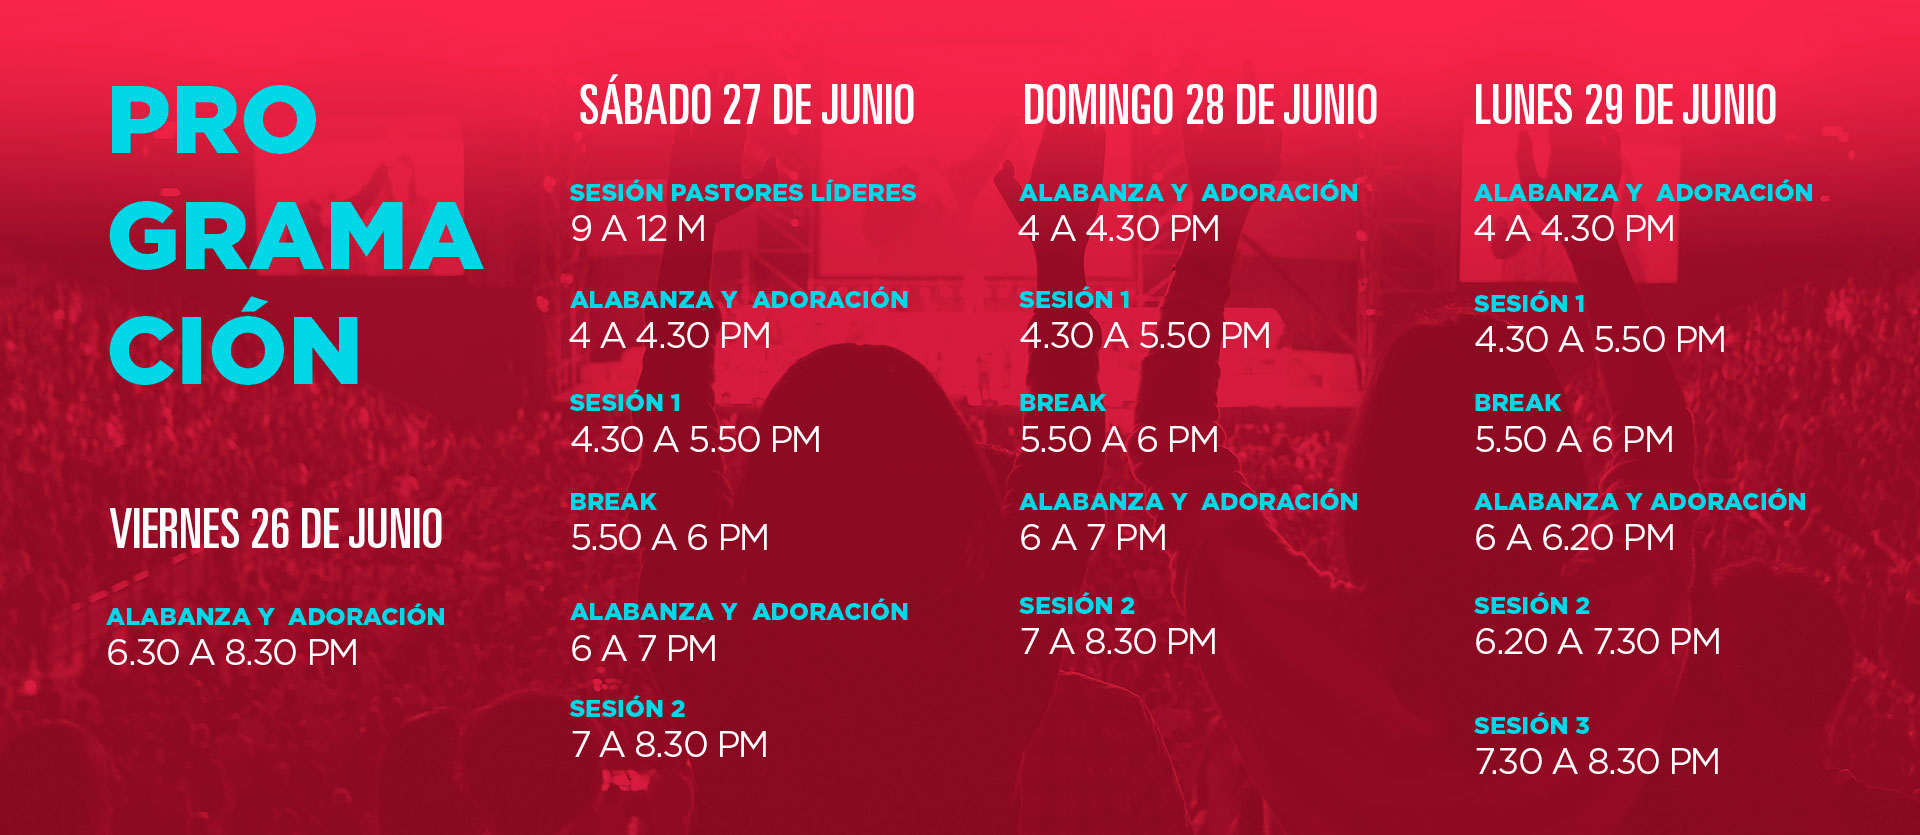 PRO
GRAMA
CIÓN
VIERNES 26 DE JUNIO
ALABANZA Y ADORACIÓN
6.30 A 8.30 PM
SÁBADO 27 DE JUNIO
SESIÓN PASTORES LÍDERES
9 A 12 M
ALABANZA Y ADORACIÓN
4 A 4.30 PM
SESIÓN 1
4.30 A 5.50 PM
BREAK
5.50 A 6 PM
ALABANZA Y ADORACIÓN
6 A 7 PM
SESIÓN 2
7 A 8.30 PM
DOMINGO 28 DE JUNIO
ALABANZA Y ADORACIÓN
4 A 4.30 PM
SESIÓN 1
4.30 A 5.50 PM
BREAK
5.50 A 6 PM
ALABANZA Y ADORACIÓN
6 A 7 PM
SESIÓN 2
7 A 8.30 PM
LUNES 29 DE JUNIO
ALABANZA Y ADORACIÓN
4 A 4.30 PM
SESIÓN 1
4.30 A 5.50 PM
BREAK
5.50 A 6 PM
ALABANZA Y ADORACIÓN
6 A 6.20 PM
SESIÓN 2
6.20 A 7.30 PM
SESIÓN 3
7.30 A 8.30 PM